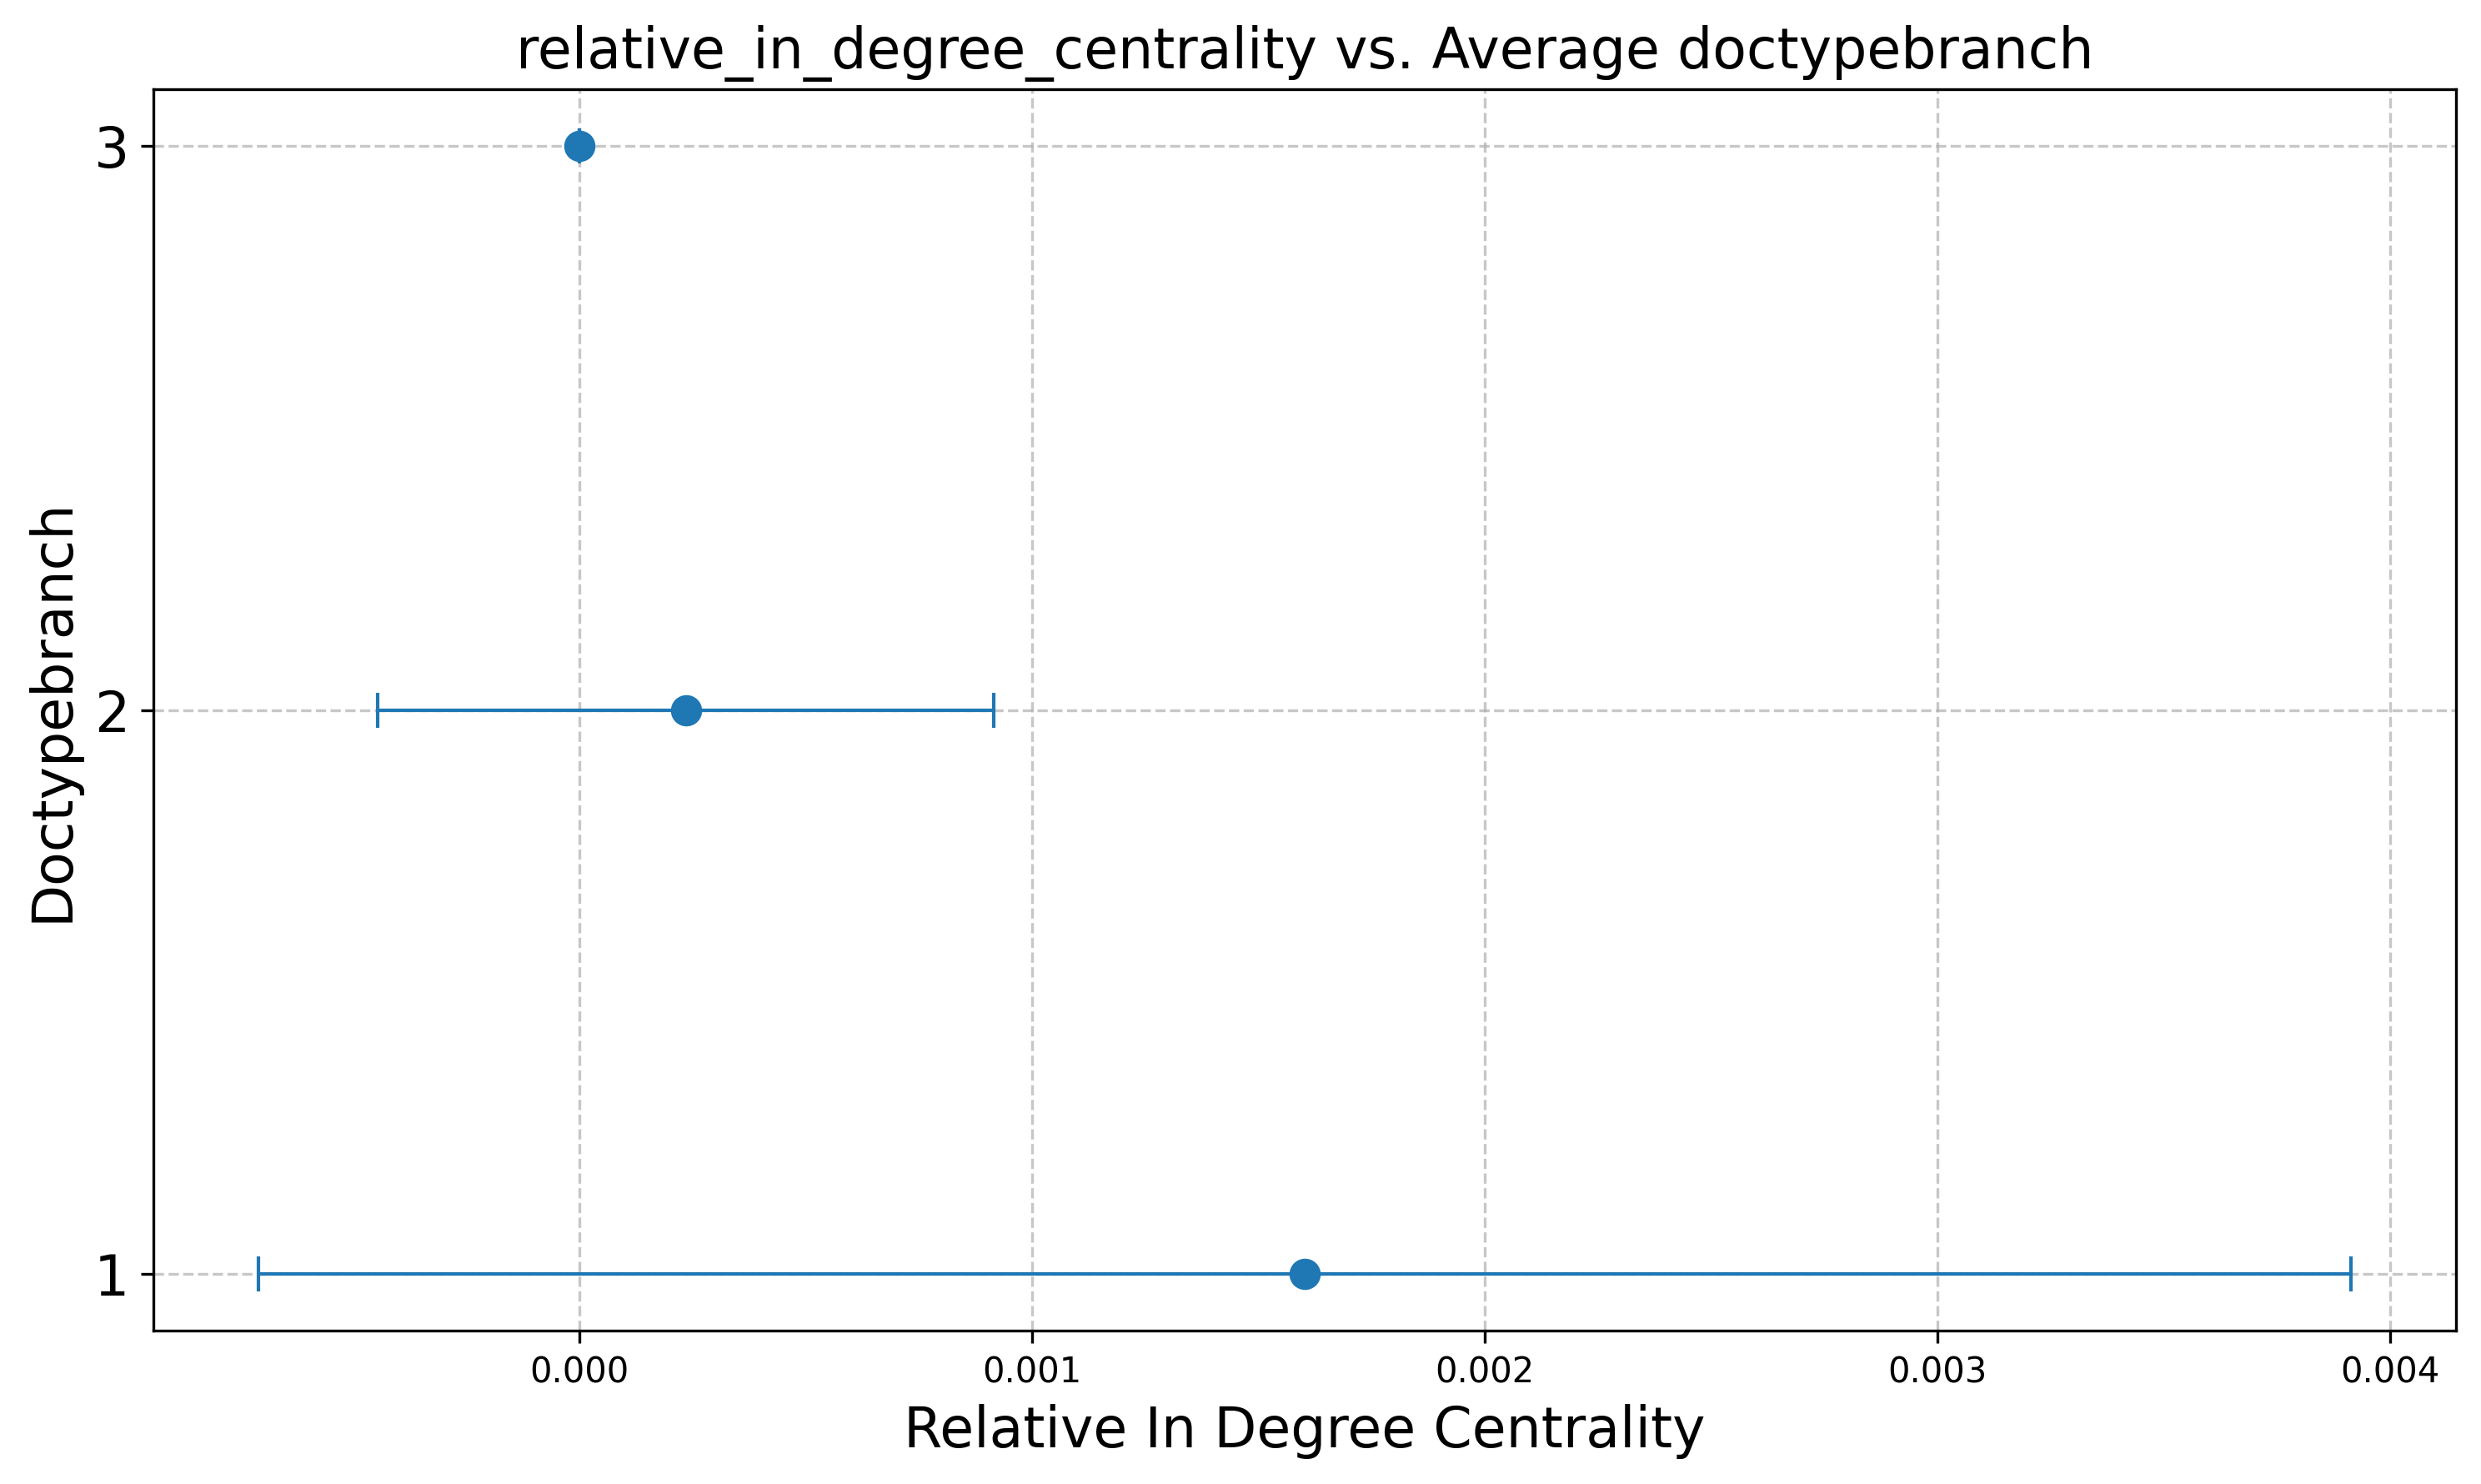 relative_in_degree_centrality vs. Average doctypebranch
Doctypebranch
3
2
1
0.000 0.001 0.002 0.003 0.004
Relative In Degree Centrality